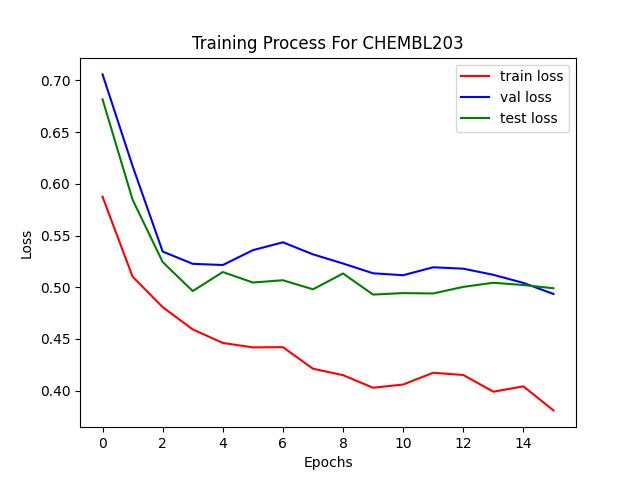 Training Process For CHEMBL203
train loss
val loss
test loss
Loss
0.70
0.65
0.60
0.55
0.50
0.45
0.40
0 2 4 6 8 10 12 14
Epochs